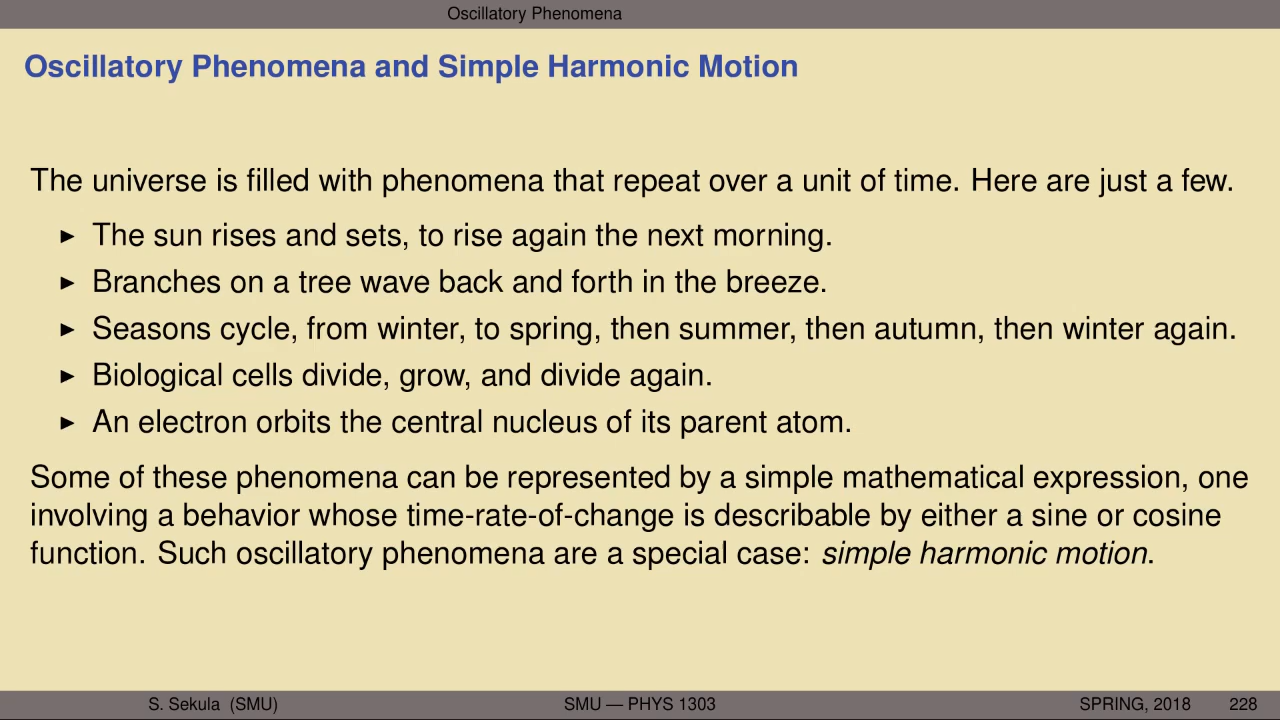 Oscillatory Phenomena
Oscillatory Phenomena and Simple Harmonic Motion
The universe is filled with phenomena that repeat over a unit of time. Here are just a few.
▶ The sun rises and sets, to rise again the next morning.
▶ Branches on a tree wave back and forth in the breeze.
▶ Seasons cycle, from winter, to spring, then summer, then autumn, then winter again.
▶ Biological cells divide, grow, and divide again.
▶ An electron orbits the central nucleus of its parent atom.
Some of these phenomena can be represented by a simple mathematical expression, one
involving a behavior whose time-rate-of-change is describable by either a sine or cosine
function. Such oscillatory phenomena are a special case: simple harmonic motion.
S. Sekula (SMU) SMU — PHYS 1303 SPRING, 2018 228